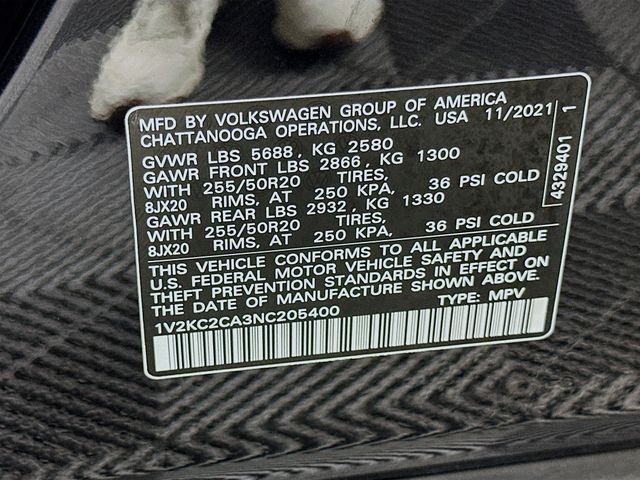 MFD BY VOLKSWAGEN GROUP OF AMERICA
CHATTANOOGA OPERATIONS, LLC. USA 11/2021
GVWR LBS 5688, KG 2580
GAWR FRONT LBS 2866, KG 1300
WITH 255/50R20 TIRES,
8JX20 RIMS, AT 250 KPA, 36 PSI COLD
GAWR REAR LBS 2932, KG 1330
WITH 255/50R20 TIRES,
8JX20 RIMS, AT 250 KPA, 36 PSI COLD
THIS VEHICLE CONFORMS TO ALL APPLICABLE
U.S. FEDERAL MOTOR VEHICLE SAFETY AND
THEFT PREVENTION STANDARDS IN EFFECT ON
THE DATE OF MANUFACTURE SHOWN ABOVE.
1V2KC2CA3NC205400 TYPE: MPV
4329401 1